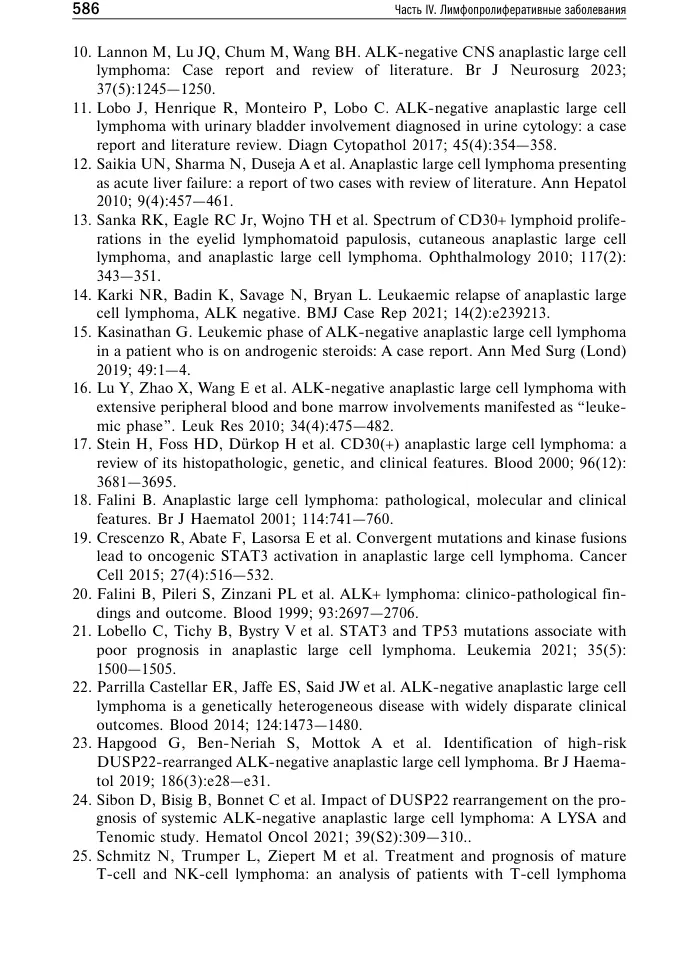 586
Часть IV. Лимфопролиферативные заболевания
10. Lannon M, Lu JQ, Chum M, Wang BH. ALK-negative CNS anaplastic large cell
lymphoma: Case report and review of literature. Br J Neurosurg 2023;
37(5):1245—1250.
11. Lobo J, Henrique R, Monteiro P, Lobo C. ALK-negative anaplastic large cell
lymphoma with urinary bladder involvement diagnosed in urine cytology: a case
report and literature review. Diagn Cytopathol 2017; 45(4):354—358.
12. Saikia UN, Sharma N, Duseja A et al. Anaplastic large cell lymphoma presenting
as acute liver failure: a report of two cases with review of literature. Ann Hepatol
2010; 9(4):457—461.
13. Sanka RK, Eagle RC Jr, Wojno TH et al. Spectrum of CD30+ lymphoid prolife-
rations in the eyelid lymphomatoid papulosis, cutaneous anaplastic large cell
lymphoma, and anaplastic large cell lymphoma. Ophthalmology 2010; 117(2):
343—351.
14. Karki NR, Badin K, Savage N, Bryan L. Leukaemic relapse of anaplastic large
cell lymphoma, ALK negative. BMJ Case Rep 2021; 14(2):e239213.
15. Kasinathan G. Leukemic phase of ALK-negative anaplastic large cell lymphoma
in a patient who is on androgenic steroids: A case report. Ann Med Surg (Lond)
2019; 49:1—4.
16. Lu Y, Zhao X, Wang E et al. ALK-negative anaplastic large cell lymphoma with
extensive peripheral blood and bone marrow involvements manifested as “leuke-
mic phase”. Leuk Res 2010; 34(4):475—482.
17. Stein H, Foss HD, Dürkop H et al. CD30(+) anaplastic large cell lymphoma: a
review of its histopathologic, genetic, and clinical features. Blood 2000; 96(12):
3681—3695.
18. Falini B. Anaplastic large cell lymphoma: pathological, molecular and clinical
features. Br J Haematol 2001; 114:741—760.
19. Crescenzo R, Abate F, Lasorsa E et al. Convergent mutations and kinase fusions
lead to oncogenic STAT3 activation in anaplastic large cell lymphoma. Cancer
Cell 2015; 27(4):516—532.
20. Falini B, Pileri S, Zinzani PL et al. ALK+ lymphoma: clinico-pathological fin-
dings and outcome. Blood 1999; 93:2697—2706.
21. Lobello C, Tichy B, Bystry V et al. STAT3 and TP53 mutations associate with
poor prognosis in anaplastic large cell lymphoma. Leukemia 2021; 35(5):
1500—1505.
22. Parrilla Castellar ER, Jaffe ES, Said JW et al. ALK-negative anaplastic large cell
lymphoma is a genetically heterogeneous disease with widely disparate clinical
outcomes. Blood 2014; 124:1473—1480.
23. Hapgood G, Ben-Neriah S, Mottok A et al. Identification of high-risk
DUSP22-rearranged ALK-negative anaplastic large cell lymphoma. Br J Haema-
tol 2019; 186(3):e28—e31.
24. Sibon D, Bisig B, Bonnet C et al. Impact of DUSP22 rearrangement on the pro-
gnosis of systemic ALK-negative anaplastic large cell lymphoma: A LYSA and
Tenomic study. Hematol Oncol 2021; 39(S2):309—310..
25. Schmitz N, Trumper L, Ziepert M et al. Treatment and prognosis of mature
T-cell and NK-cell lymphoma: an analysis of patients with T-cell lymphoma